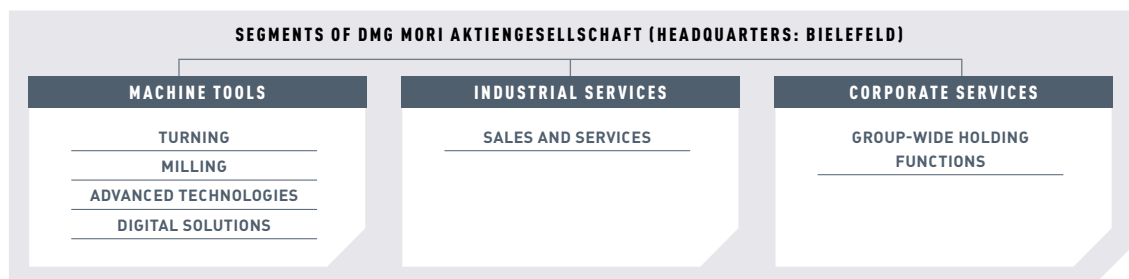 SEGMENTS OF DMG MORI AKTIENGESELLSCHAFT (HEADQUARTERS: BIELEFELD)
MACHINE TOOLS
TURNING
MILLING
ADVANCED TECHNOLOGIES
DIGITAL SOLUTIONS
INDUSTRIAL SERVICES
SALES AND SERVICES
CORPORATE SERVICES
GROUP-WIDE HOLDING
FUNCTIONS